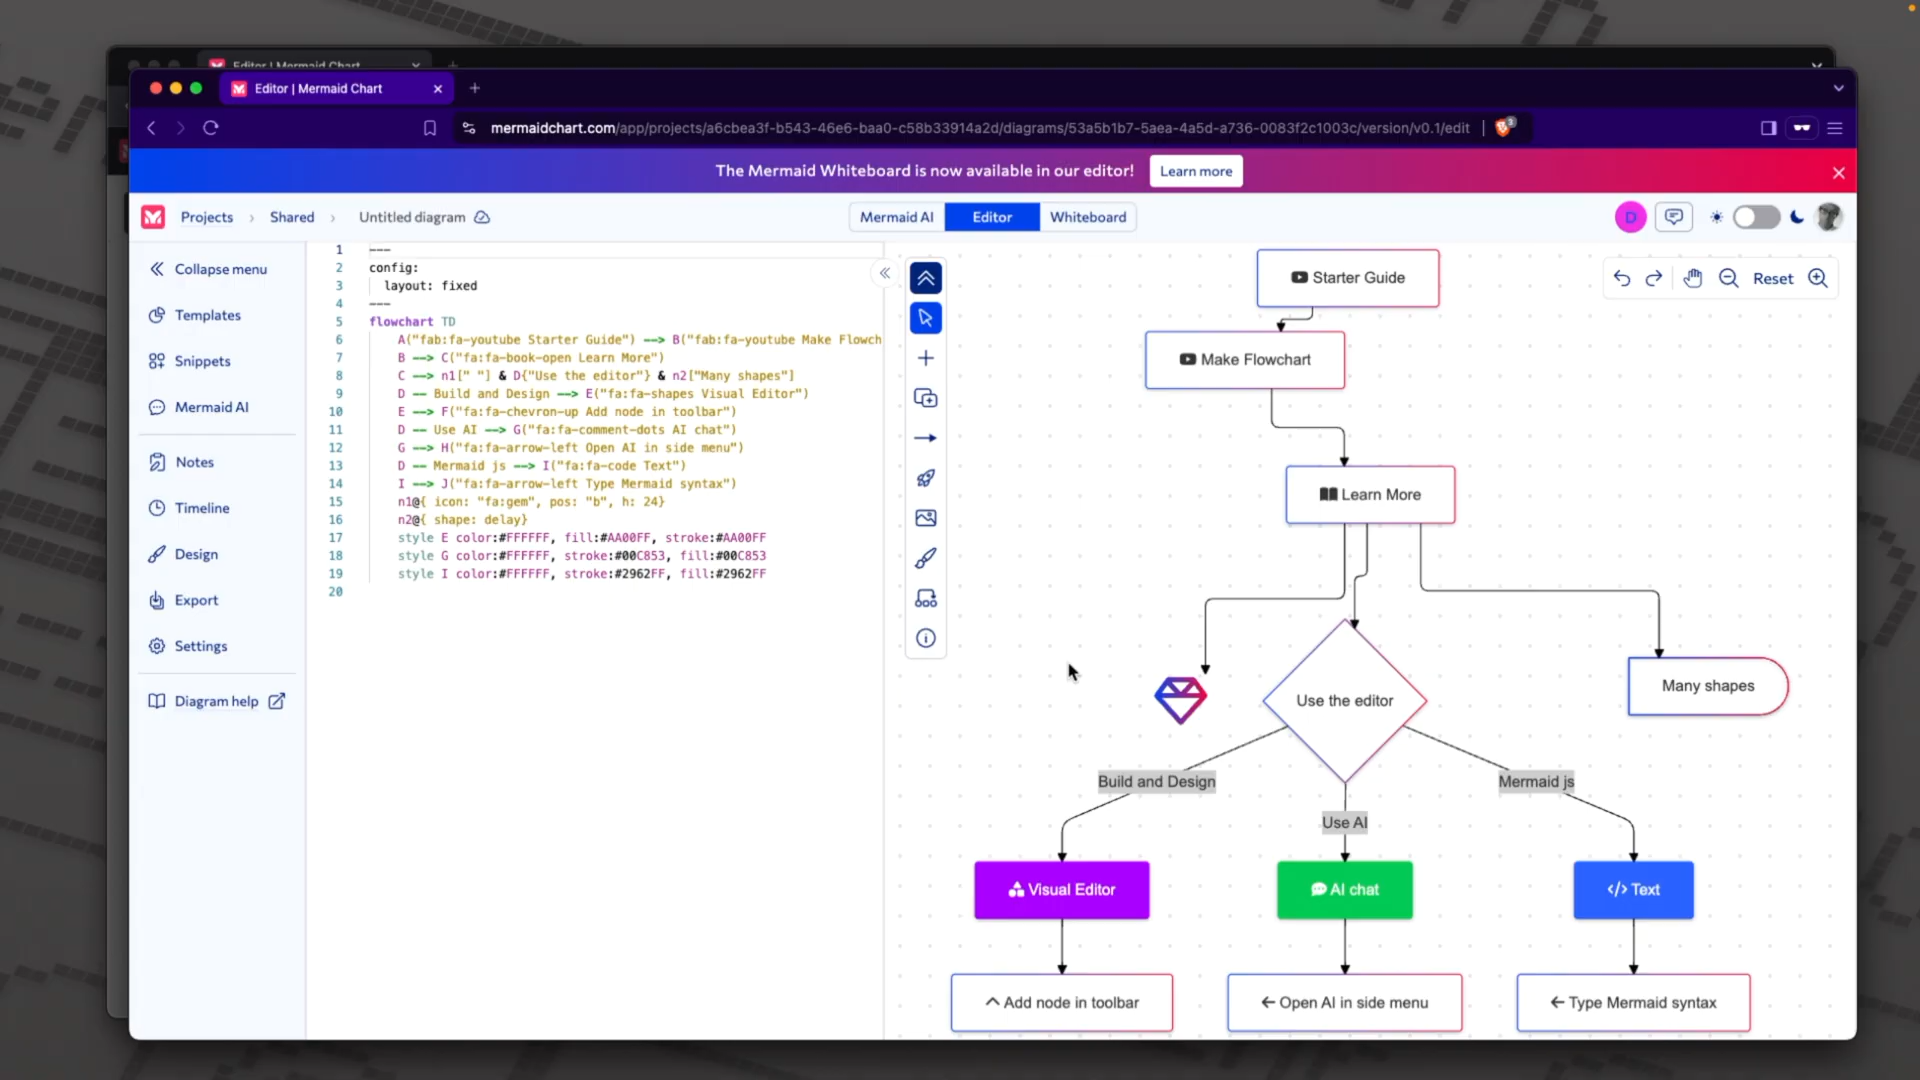 Editor | Mermaid Chart
Editor | Mermaid Chart
mermaidchart.com/app/projects/a6cbea3f-b543-46e6-baa0-c58b33914a2d/diagrams/53a5b1b7-5aea-4a5d-a736-0083f2c1003c/version/v0.1/edit
3
The Mermaid Whiteboard is now available in our editor!
Learn more
Projects
Shared
Untitled diagram
Mermaid AI
Editor
Whiteboard
D
Collapse menu
Templates
Snippets
Mermaid AI
Notes
Timeline
Design
Export
Settings
Diagram help
1 ---
2 config:
3 layout: fixed
4 ---
5 flowchart TD
6 A("fab:fa-youtube Starter Guide") --> B("fab:fa-youtube Make Flowch
7 B --> C("fa:fa-book-open Learn More")
8 C --> n1[" "] & D{"Use the editor"} & n2["Many shapes"]
9 D -- Build and Design --> E("fa:fa-shapes Visual Editor")
10 E --> F("fa:fa-chevron-up Add node in toolbar")
11 D -- Use AI --> G("fa:fa-comment-dots AI chat")
12 G --> H("fa:fa-arrow-left Open AI in side menu")
13 D -- Mermaid js --> I("fa:fa-code Text")
14 I --> J("fa:fa-arrow-left Type Mermaid syntax")
15 n1@{ icon: "fa:gem", pos: "b", h: 24}
16 n2@{ shape: delay}
17 style E color:#FFFFFF, fill:#AA00FF, stroke:#AA00FF
18 style G color:#FFFFFF, stroke:#00C853, fill:#00C853
19 style I color:#FFFFFF, stroke:#2962FF, fill:#2962FF
20
Reset
Starter Guide
Make Flowchart
Learn More
Use the editor
Many shapes
Build and Design
Mermaid js
Use AI
Visual Editor
AI chat
</> Text
Add node in toolbar
Open AI in side menu
Type Mermaid syntax